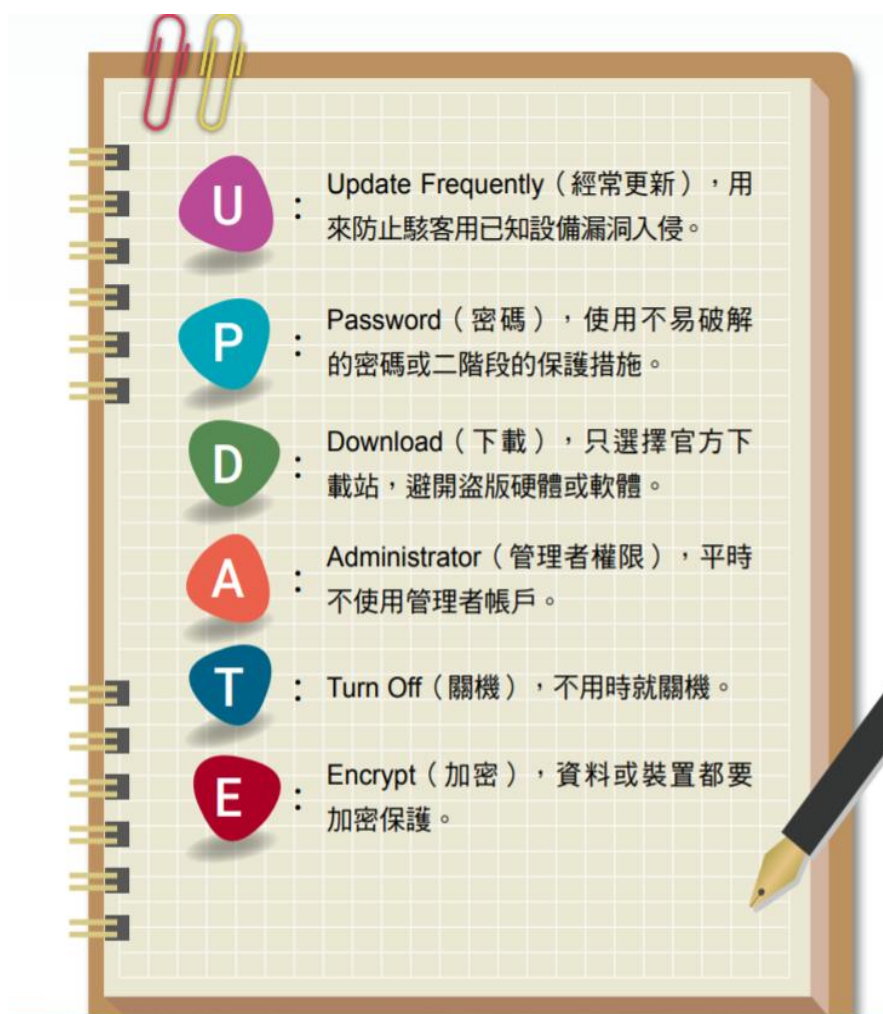 U : Update Frequently（經常更新），用
來防止駭客用已知設備漏洞入侵。
P : Password（密碼），使用不易破解
的密碼或二階段的保護措施。
D : Download（下載），只選擇官方下
載站，避開盜版硬體或軟體。
A : Administrator（管理者權限），平時
不使用管理者帳戶。
T : Turn Off（關機），不用時就關機。
E : Encrypt（加密），資料或裝置都要
加密保護。